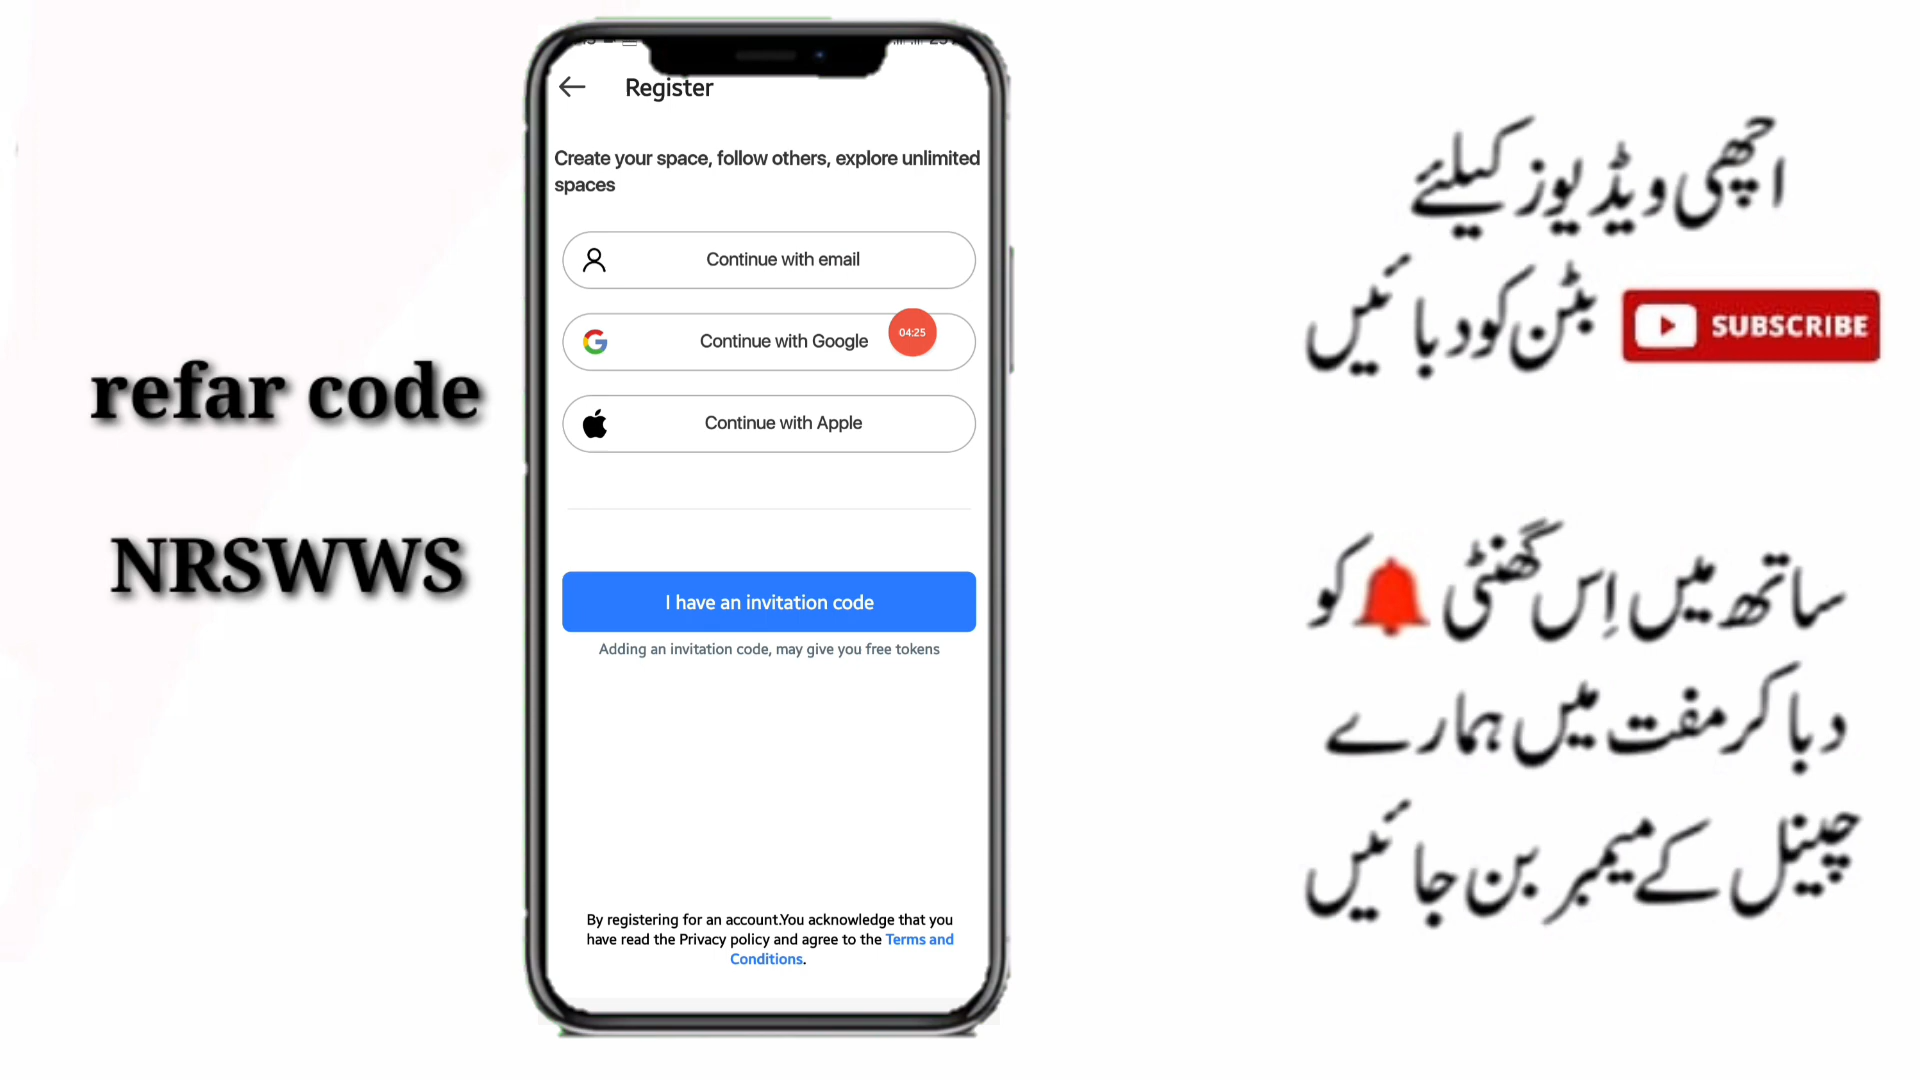 refar code
NRSWWS
Register
Create your space, follow others, explore unlimited
spaces
Continue with email
Continue with Google
04:25
Continue with Apple
I have an invitation code
Adding an invitation code, may give you free tokens
By registering for an account.You acknowledge that you
have read the Privacy policy and agree to the Terms and
Conditions.
اچھی ویڈیوز کیلئے
بٹن کو دبائیں SUBSCRIBE
ساتھ میں اِس گھنٹی کو
دبا کر مفت میں ہمارے
چینل کے میمبر بن جائیں